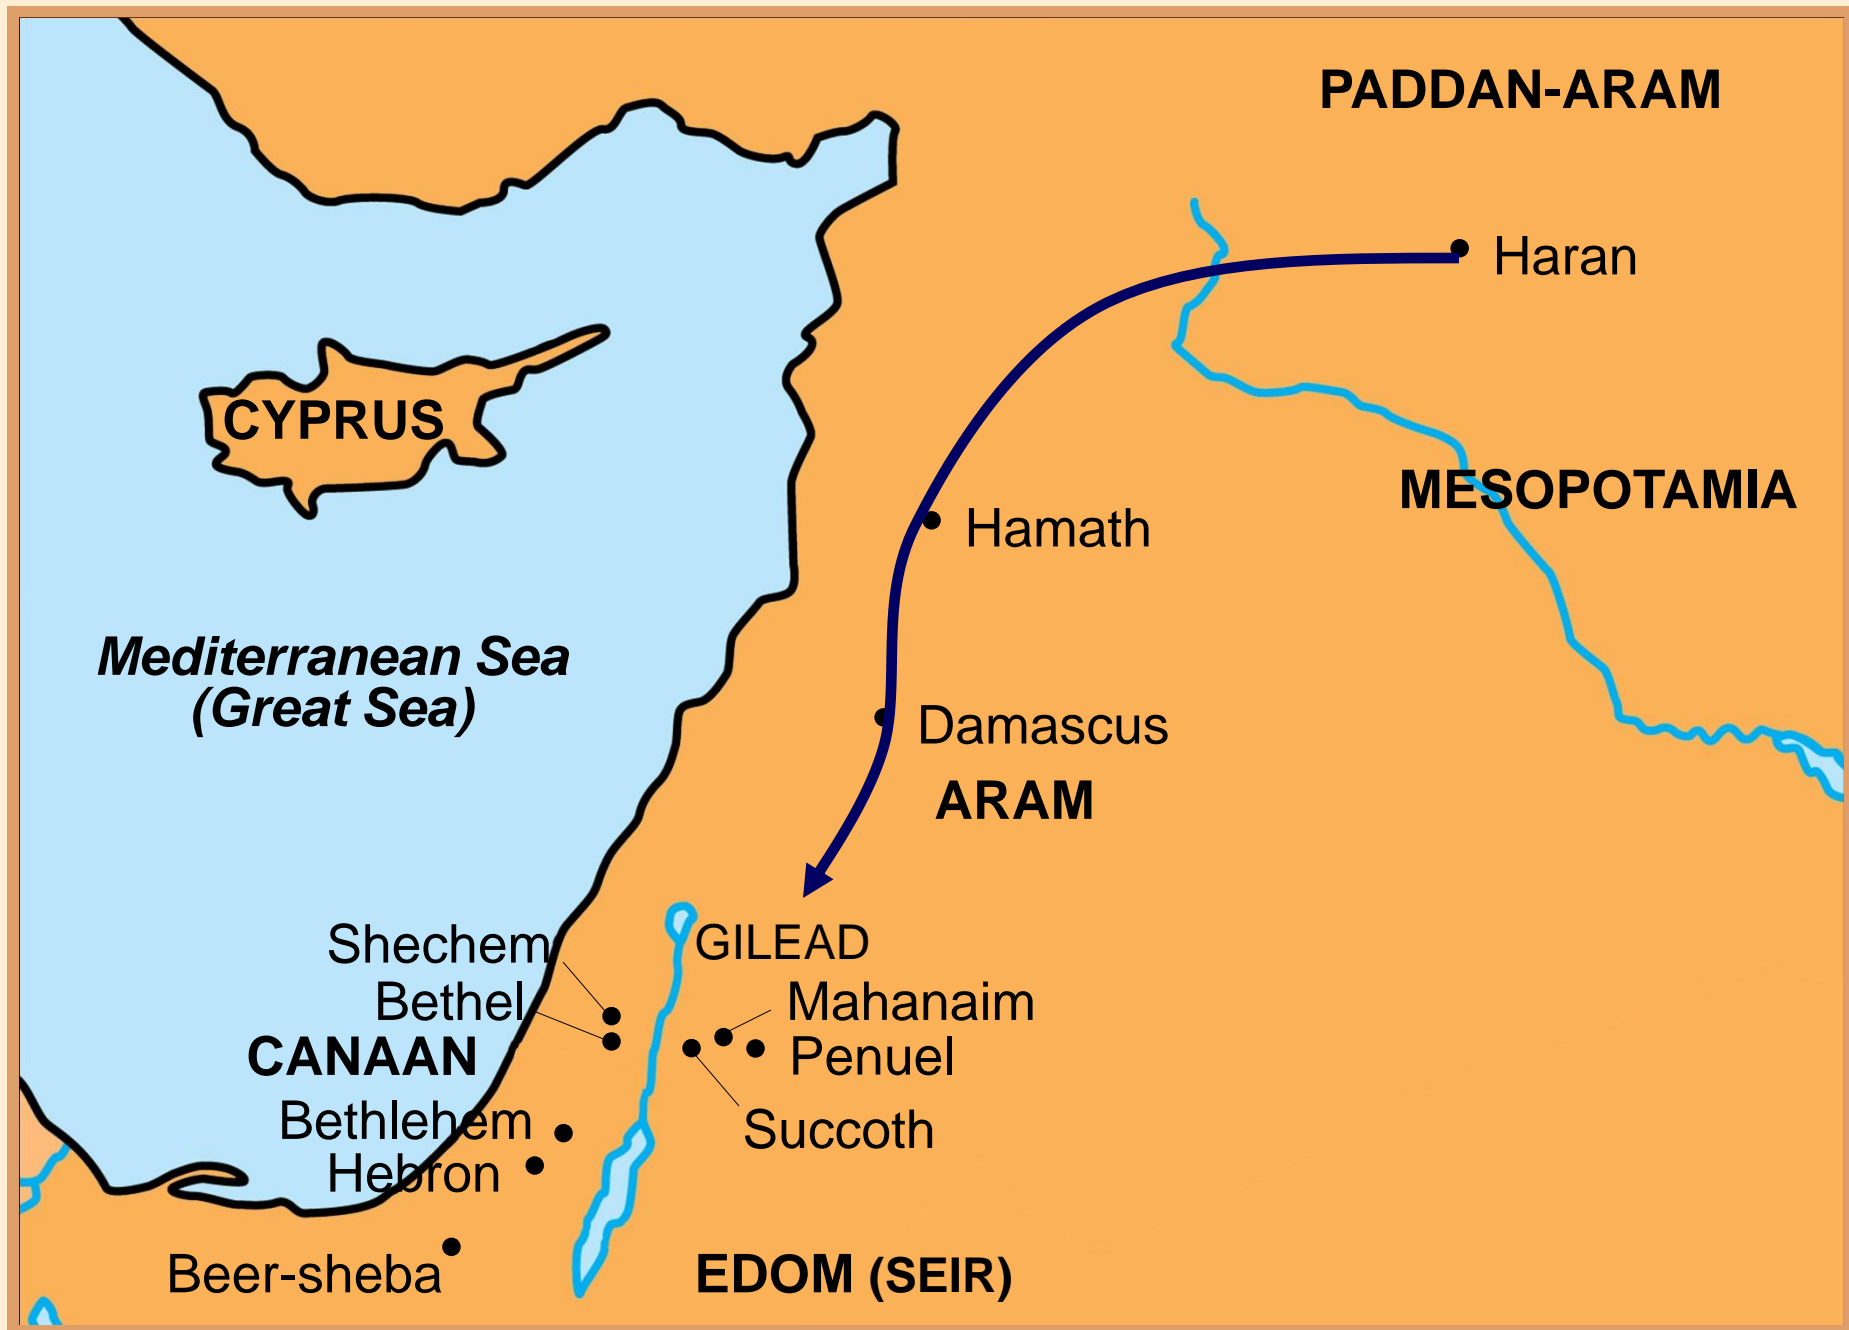 PADDAN-ARAM
Haran
CYPRUS
MESOPOTAMIA
Hamath
Mediterranean Sea
(Great Sea)
Damascus
ARAM
Shechem
GILEAD
Bethel
Mahanaim
CANAAN
Penuel
Bethlehem
Succoth
Hebron
Beer-sheba
EDOM (SEIR)